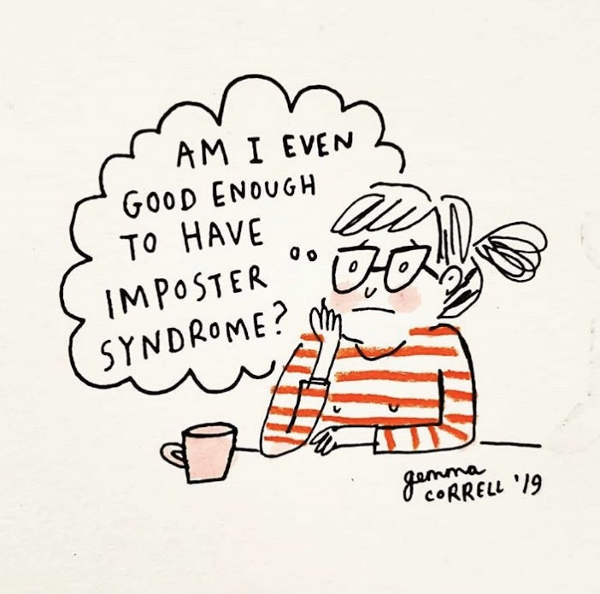 AM I EVEN
GOOD ENOUGH
TO HAVE
IMPOSTER
SYNDROME?
gemma
CORRELL '19